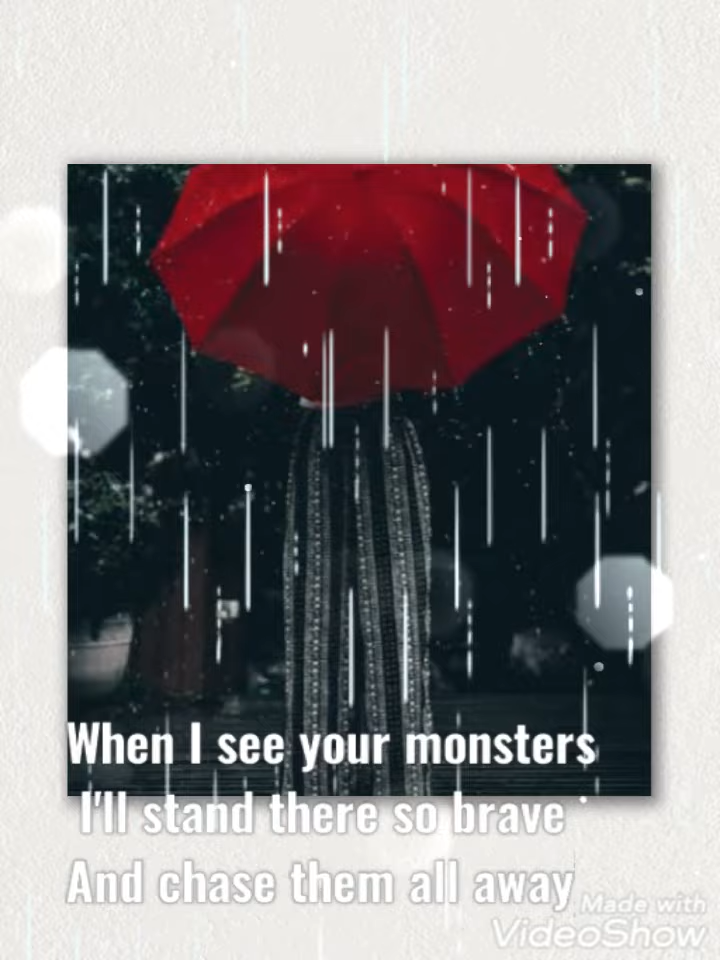 When I see your monsters
I'll stand there so brave
And chase them all away
Made with
VideoShow